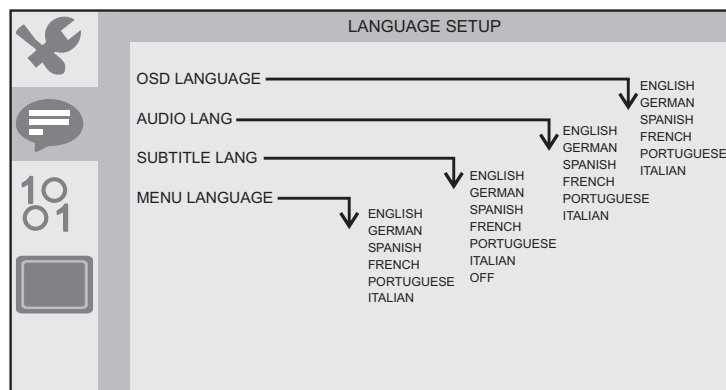 LANGUAGE SETUP
OSD LANGUAGE
ENGLISH
GERMAN
SPANISH
FRENCH
PORTUGUESE
ITALIAN
AUDIO LANG
ENGLISH
GERMAN
SPANISH
FRENCH
PORTUGUESE
ITALIAN
SUBTITLE LANG
ENGLISH
GERMAN
SPANISH
FRENCH
PORTUGUESE
ITALIAN
OFF
MENU LANGUAGE
ENGLISH
GERMAN
SPANISH
FRENCH
PORTUGUESE
ITALIAN
10
01